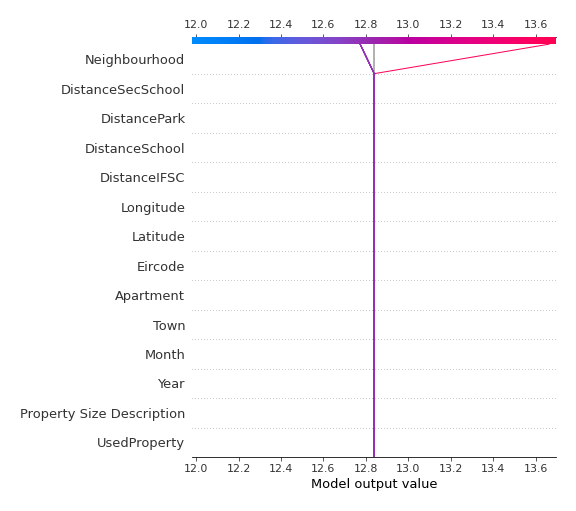 12.0 12.2 12.4 12.6 12.8 13.0 13.2 13.4 13.6
Neighbourhood
DistanceSecSchool
DistancePark
DistanceSchool
DistanceIFSC
Longitude
Latitude
Eircode
Apartment
Town
Month
Year
Property Size Description
UsedProperty
12.0 12.2 12.4 12.6 12.8 13.0 13.2 13.4 13.6
Model output value